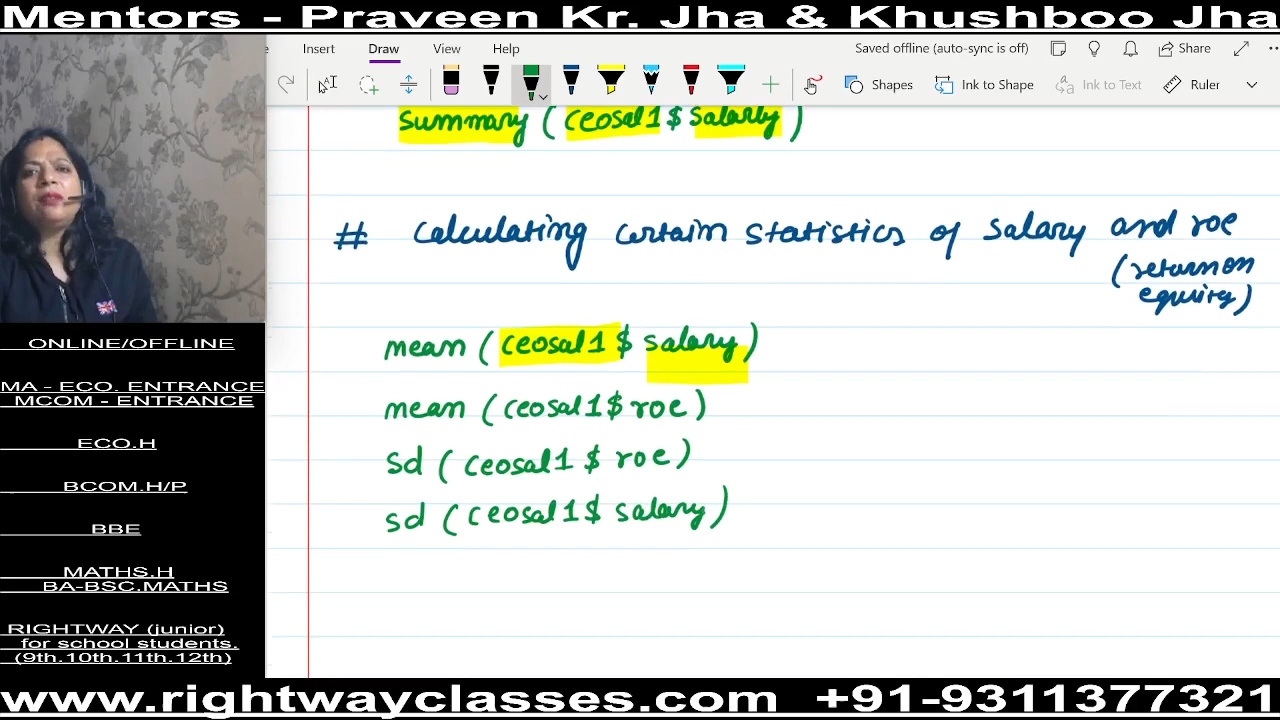 Mentors - Praveen Kr. Jha & Khushboo Jha
Insert Draw View Help Saved offline (auto-sync is off) Share
Shapes Ink to Shape Ink to Text Ruler
summary (ceosal1$ salarly)
# Calculating certain statistics of salary and roe
(return on
equity)
mean (ceosal1$ salary)
mean (ceosal1$ roe)
sd (ceosal1 $ roe)
sd (ceosal1$ salary)
ONLINE/OFFLINE
MA - ECO. ENTRANCE
MCOM - ENTRANCE
ECO.H
BCOM.H/P
BBE
MATHS.H
BA-BSC.MATHS
RIGHTWAY (junior)
for school students.
(9th.10th.11th.12th)
www.rightwayclasses.com +91-9311377321